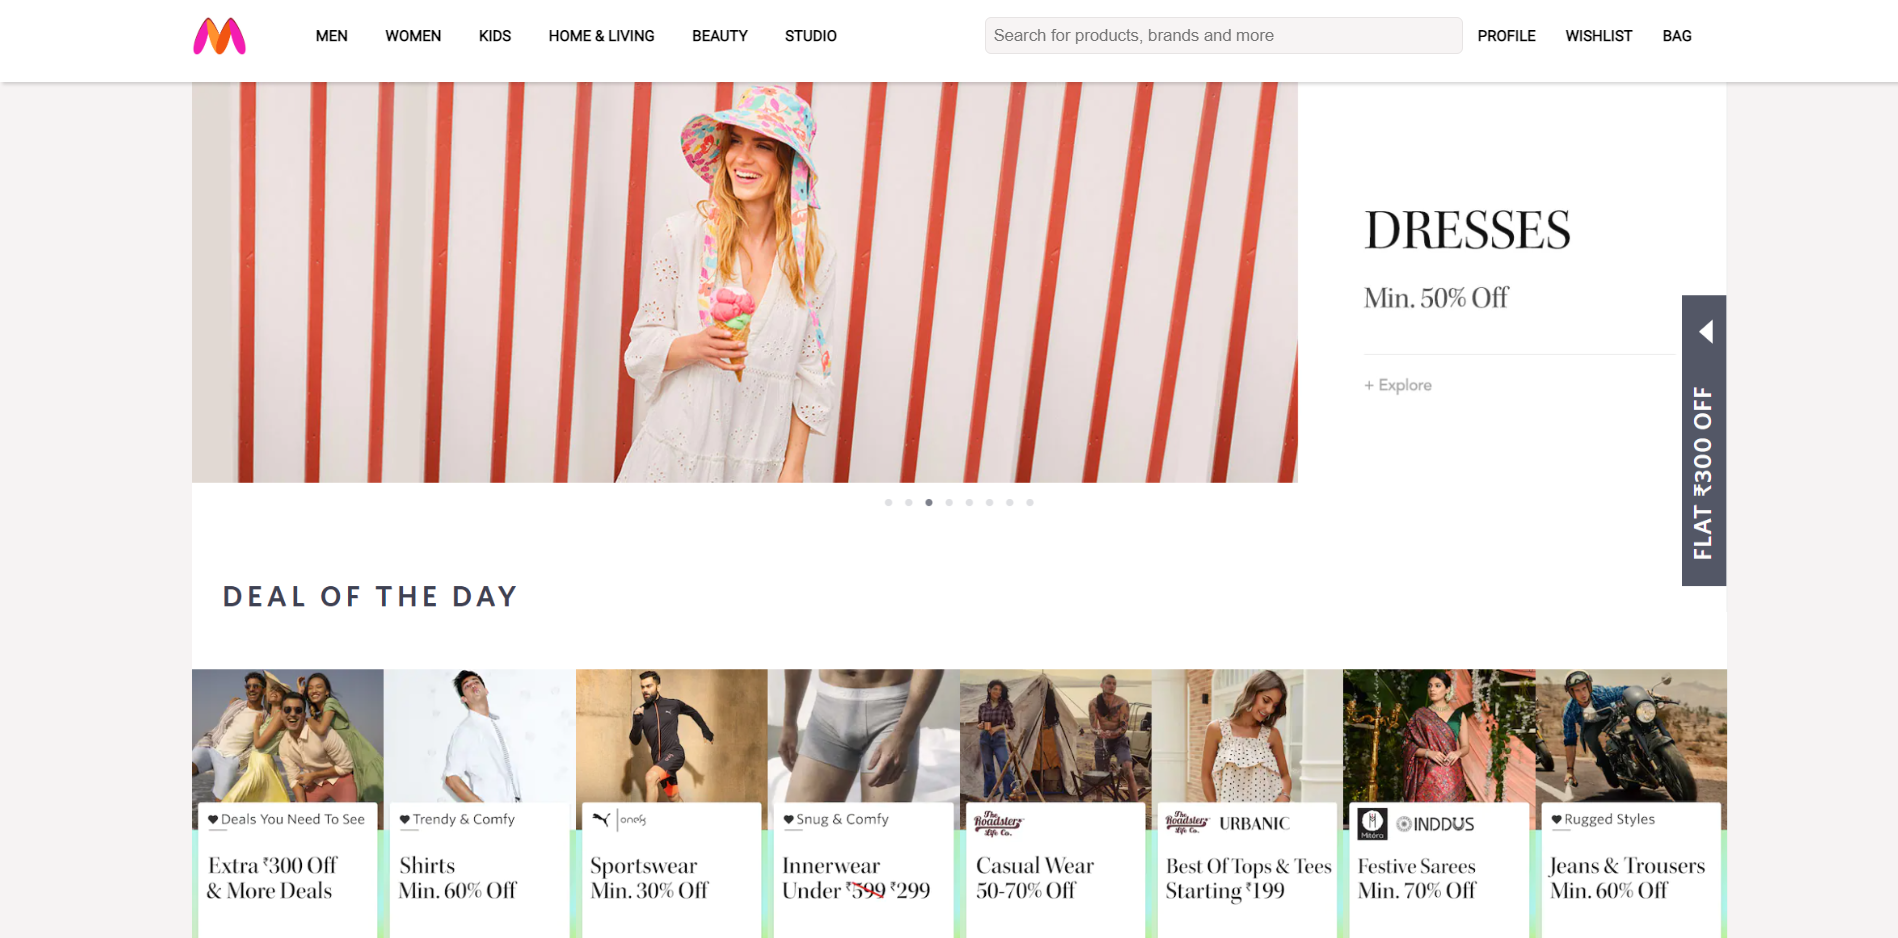 MEN WOMEN KIDS HOME & LIVING BEAUTY STUDIO Search for products, brands and more PROFILE WISHLIST BAG
DRESSES
Min. 50% Off
+ Explore
FLAT ₹300 OFF
DEAL OF THE DAY
Deals You Need To See
Extra ₹300 Off
& More Deals
Trendy & Comfy
Shirts
Min. 60% Off
one8
Sportswear
Min. 30% Off
Snug & Comfy
Innerwear
Under ₹599 ₹299
The
Roadster
Life Co.
Casual Wear
50-70% Off
The
Roadster
Life Co.
URBANIC
Best Of Tops & Tees
Starting ₹199
Mitera
INDDUS
Festive Sarees
Min. 70% Off
Rugged Styles
Jeans & Trousers
Min. 60% Off